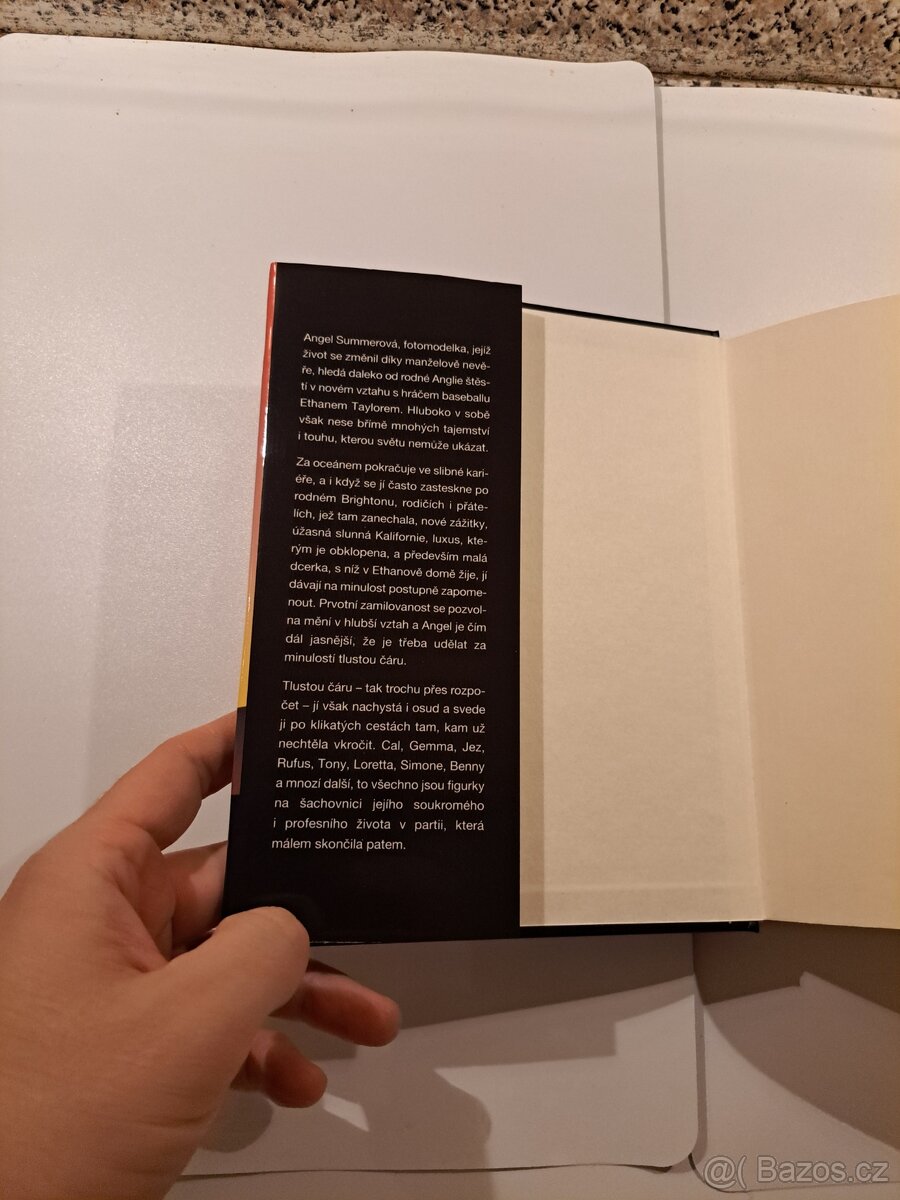 Angel Summerová, fotomodelka, jejíž
život se změnil díky manželově nevě-
ře, hledá daleko od rodné Anglie štěs-
tí v novém vztahu s hráčem baseballu
Ethanem Taylorem. Hluboko v sobě
však nese břímě mnohých tajemství
i touhu, kterou světu nemůže ukázat.
Za oceánem pokračuje ve slibné kari-
éře, a i když se jí často zasteskne po
rodném Brightonu, rodičích i přáte-
lích, jež tam zanechala, nové zážitky,
úžasná slunná Kalifornie, luxus, kte-
rým je obklopena, a především malá
dcerka, s níž v Ethanově domě žije, jí
dávají na minulost postupně zapome-
nout. Prvotní zamilovanost se pozvol-
na mění v hlubší vztah a Angel je čím
dál jasnější, že je třeba udělat za
minulostí tlustou čáru.
Tlustou čáru – tak trochu přes rozpo-
čet – jí však nachystá i osud a svede
ji po klikatých cestách tam, kam už
nechtěla vkročit. Cal, Gemma, Jez,
Rufus, Tony, Loretta, Simone, Benny
a mnozí další, to všechno jsou figurky
na šachovnici jejího soukromého
i profesního života v partii, která
málem skončila patem.
@( Bazos.cz